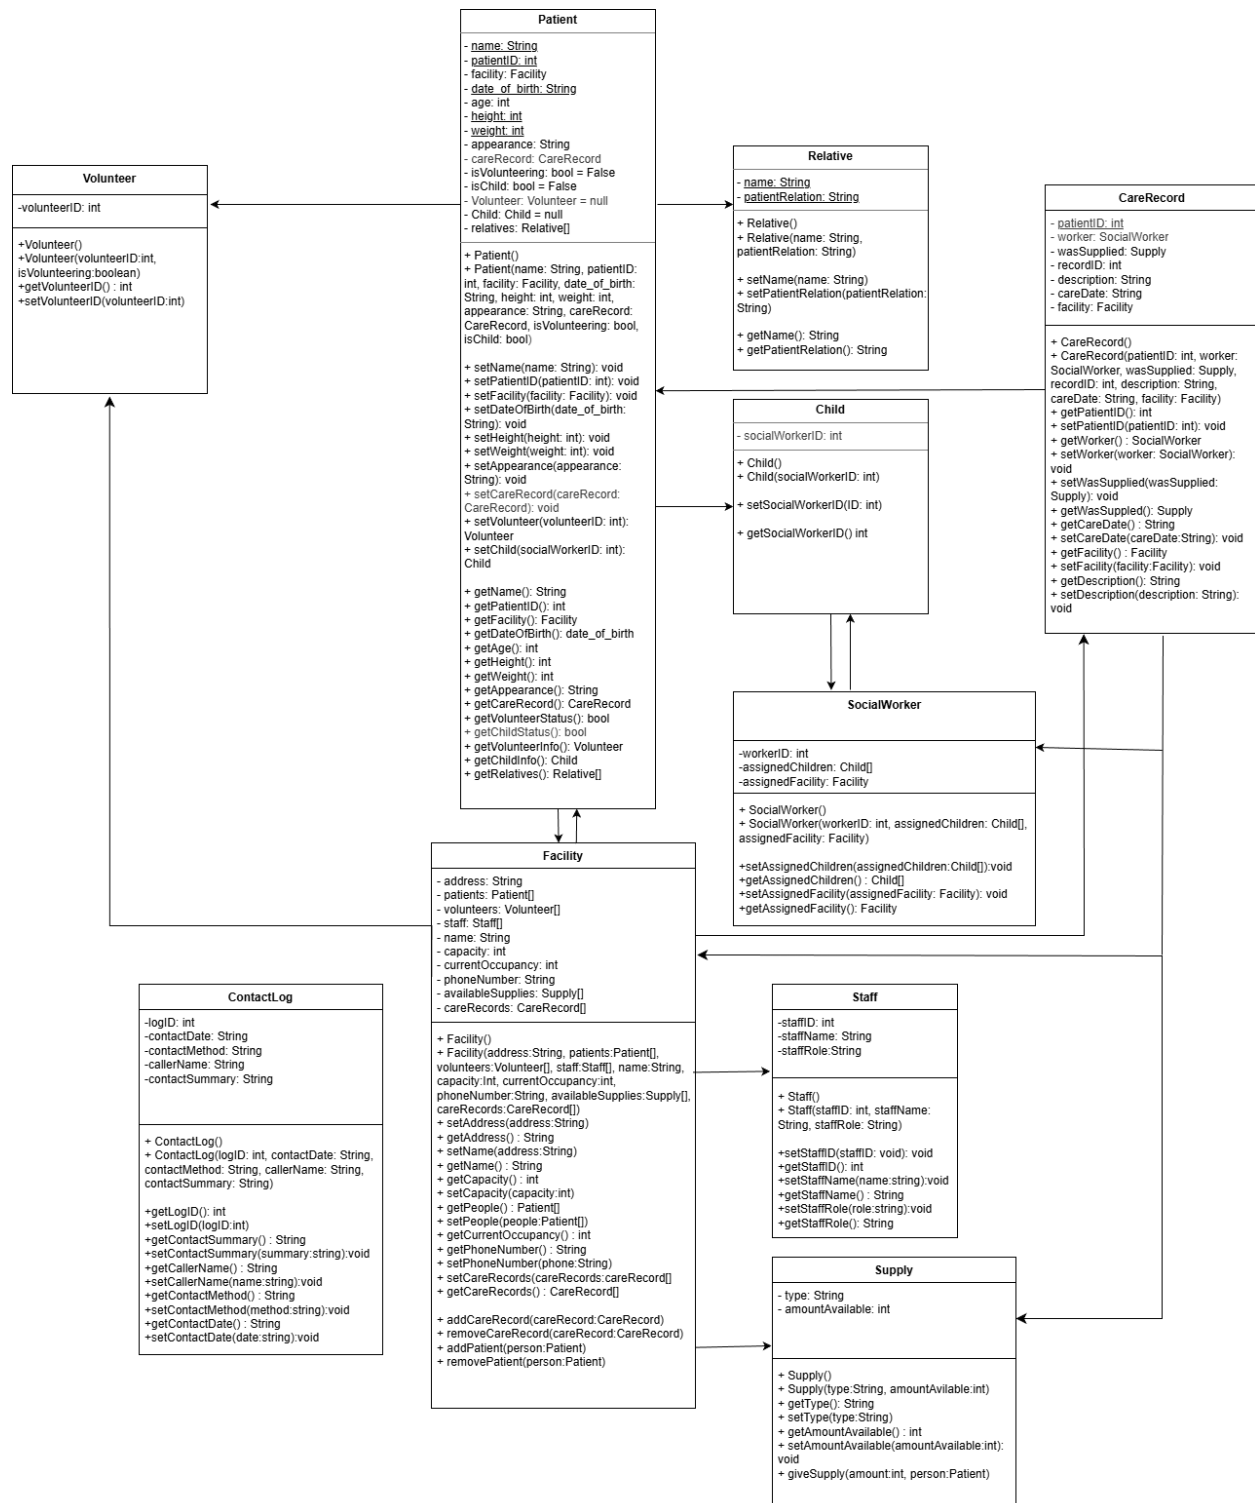 Patient
- name: String
- patientID: int
- facility: Facility
- date_of_birth: String
- age: int
- height: int
- weight: int
- appearance: String
- careRecord: CareRecord
- isVolunteering: bool = False
- isChild: bool = False
- Volunteer: Volunteer = null
- Child: Child = null
- relatives: Relative[]
+ Patient()
+ Patient(name: String, patientID:
int, facility: Facility, date_of_birth:
String, height: int, weight: int,
appearance: String, careRecord:
CareRecord, isVolunteering: bool,
isChild: bool)
+ setName(name: String): void
+ setPatientID(patientID: int): void
+ setFacility(facility: Facility): void
+ setDateOfBirth(date_of_birth:
String): void
+ setHeight(height: int): void
+ setWeight(weight: int): void
+ setAppearance(appearance:
String): void
+ setCareRecord(careRecord:
CareRecord): void
+ setVolunteer(volunteerID: int):
Volunteer
+ setChild(socialWorkerID: int):
Child
+ getName(): String
+ getPatientID(): int
+ getFacility(): Facility
+ getDateOfBirth(): date_of_birth
+ getAge(): int
+ getHeight(): int
+ getWeight(): int
+ getAppearance(): String
+ getCareRecord(): CareRecord
+ getVolunteerStatus(): bool
+ getChildStatus(): bool
+ getVolunteerInfo(): Volunteer
+ getChildInfo(): Child
+ getRelatives(): Relative[]
Volunteer
-volunteerID: int
+Volunteer()
+Volunteer(volunteerID:int,
isVolunteering:boolean)
+getVolunteerID() : int
+setVolunteerID(volunteerID:int)
Relative
- name: String
- patientRelation: String
+ Relative()
+ Relative(name: String,
patientRelation: String)
+ setName(name: String)
+ setPatientRelation(patientRelation:
String)
+ getName(): String
+ getPatientRelation(): String
CareRecord
- patientID: int
- worker: SocialWorker
- wasSupplied: Supply
- recordID: int
- description: String
- careDate: String
- facility: Facility
+ CareRecord()
+ CareRecord(patientID: int, worker:
SocialWorker, wasSupplied: Supply,
recordID: int, description: String,
careDate: String, facility: Facility)
+ getPatientID(): int
+ setPatientID(patientID: int): void
+ getWorker() : SocialWorker
+ setWorker(worker: SocialWorker):
void
+ setWasSupplied(wasSupplied:
Supply): void
+ getWasSuppled(): Supply
+ getCareDate() : String
+ setCareDate(careDate:String): void
+ getFacility() : Facility
+ setFacility(facility:Facility): void
+ getDescription(): String
+ setDescription(description: String):
void
Child
- socialWorkerID: int
+ Child()
+ Child(socialWorkerID: int)
+ setSocialWorkerID(ID: int)
+ getSocialWorkerID() int
SocialWorker
-workerID: int
-assignedChildren: Child[]
-assignedFacility: Facility
+ SocialWorker()
+ SocialWorker(workerID: int, assignedChildren: Child[],
assignedFacility: Facility)
+setAssignedChildren(assignedChildren:Child[]):void
+getAssignedChildren() : Child[]
+setAssignedFacility(assignedFacility: Facility): void
+getAssignedFacility(): Facility
Facility
- address: String
- patients: Patient[]
- volunteers: Volunteer[]
- staff: Staff[]
- name: String
- capacity: int
- currentOccupancy: int
- phoneNumber: String
- availableSupplies: Supply[]
- careRecords: CareRecord[]
+ Facility()
+ Facility(address:String, patients:Patient[],
volunteers:Volunteer[], staff:Staff[], name:String,
capacity:Int, currentOccupancy:int,
phoneNumber:String, availableSupplies:Supply[],
careRecords:CareRecord[])
+ setAddress(address:String)
+ getAddress() : String
+ setName(address:String)
+ getName() : String
+ getCapacity() : int
+ setCapacity(capacity:int)
+ getPeople() : Patient[]
+ setPeople(people:Patient[])
+ getCurrentOccupancy() : int
+ getPhoneNumber() : String
+ setPhoneNumber(phone:String)
+ setCareRecords(careRecords:careRecord[]
+ getCareRecords() : CareRecord[]
+ addCareRecord(careRecord:CareRecord)
+ removeCareRecord(careRecord:CareRecord)
+ addPatient(person:Patient)
+ removePatient(person:Patient)
ContactLog
-logID: int
-contactDate: String
-contactMethod: String
-callerName: String
-contactSummary: String
+ ContactLog()
+ ContactLog(logID: int, contactDate: String,
contactMethod: String, callerName: String,
contactSummary: String)
+getLogID(): int
+setLogID(logID:int)
+getContactSummary() : String
+setContactSummary(summary:string):void
+getCallerName() : String
+setCallerName(name:string):void
+getContactMethod() : String
+setContactMethod(method:string):void
+getContactDate() : String
+setContactDate(date:string):void
Staff
-staffID: int
-staffName: String
-staffRole:String
+ Staff()
+ Staff(staffID: int, staffName:
String, staffRole: String)
+setStaffID(staffID: void): void
+getStaffID(): int
+setStaffName(name:string):void
+getStaffName() : String
+setStaffRole(role:string):void
+getStaffRole(): String
Supply
- type: String
- amountAvailable: int
+ Supply()
+ Supply(type:String, amountAvilable:int)
+ getType(): String
+ setType(type:String)
+ getAmountAvailable() : int
+ setAmountAvailable(amountAvailable:int):
void
+ giveSupply(amount:int, person:Patient)